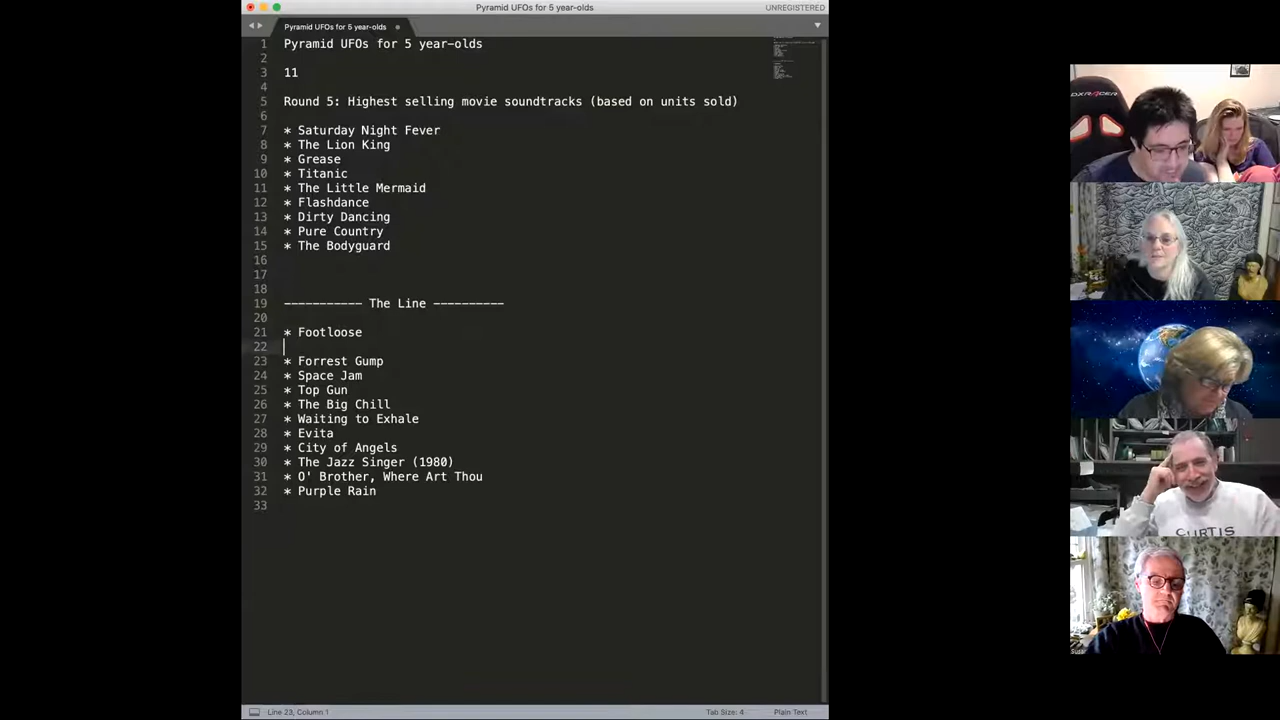 Pyramid UFOs for 5 year-olds
UNREGISTERED
Pyramid UFOs for 5 year-olds
1 Pyramid UFOs for 5 year-olds
2
3 11
4
5 Round 5: Highest selling movie soundtracks (based on units sold)
6
7 * Saturday Night Fever
8 * The Lion King
9 * Grease
10 * Titanic
11 * The Little Mermaid
12 * Flashdance
13 * Dirty Dancing
14 * Pure Country
15 * The Bodyguard
16
17
18
19 ----------- The Line ----------
20
21 * Footloose
22
23 * Forrest Gump
24 * Space Jam
25 * Top Gun
26 * The Big Chill
27 * Waiting to Exhale
28 * Evita
29 * City of Angels
30 * The Jazz Singer (1980)
31 * O' Brother, Where Art Thou
32 * Purple Rain
33
Line 23, Column 1
Tab Size: 4
Plain Text
DXRACER
CURTIS